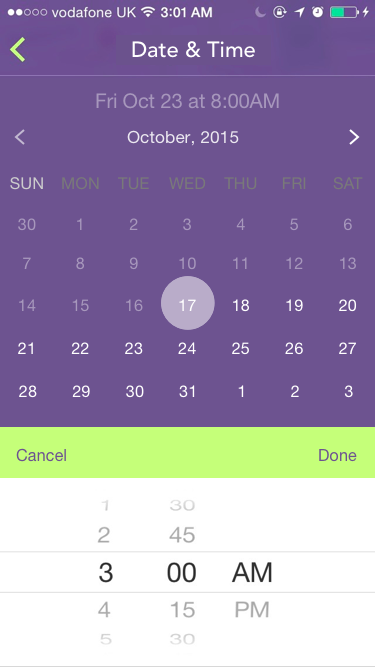 vodafone UK 3:01 AM
Date & Time
Fri Oct 23 at 8:00AM
October, 2015
SUN MON TUE WED THU FRI SAT
30 1 2 3 4 5 6
7 8 9 10 11 12 13
14 15 16 17 18 19 20
21 22 23 24 25 26 27
28 29 30 31 1 2 3
Cancel Done
1 30
2 45
3 00 AM
4 15 PM
5 30